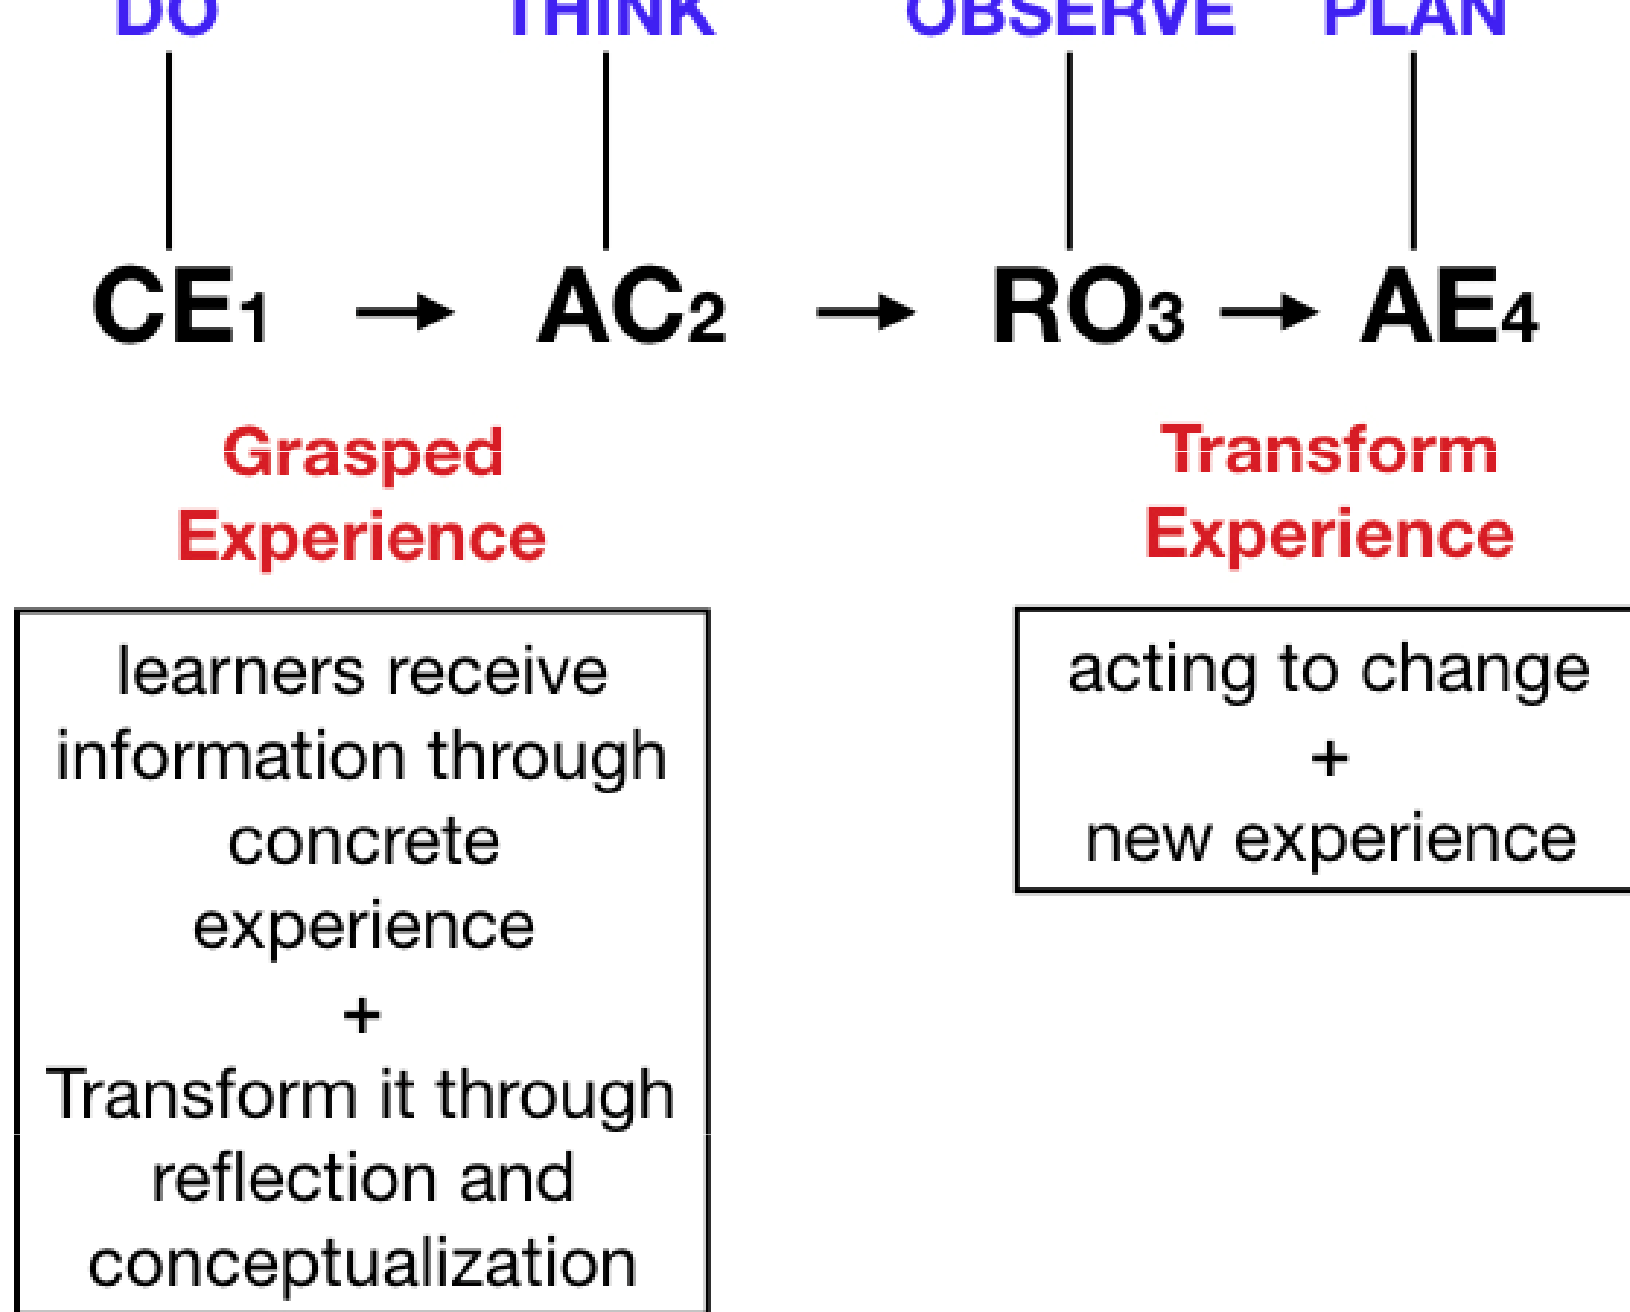 DO THINK OBSERVE PLAN
CE1 → AC2 → RO3 → AE4
Grasped
Experience
Transform
Experience
learners receive
information through
concrete
experience
+
Transform it through
reflection and
conceptualization
acting to change
+
new experience